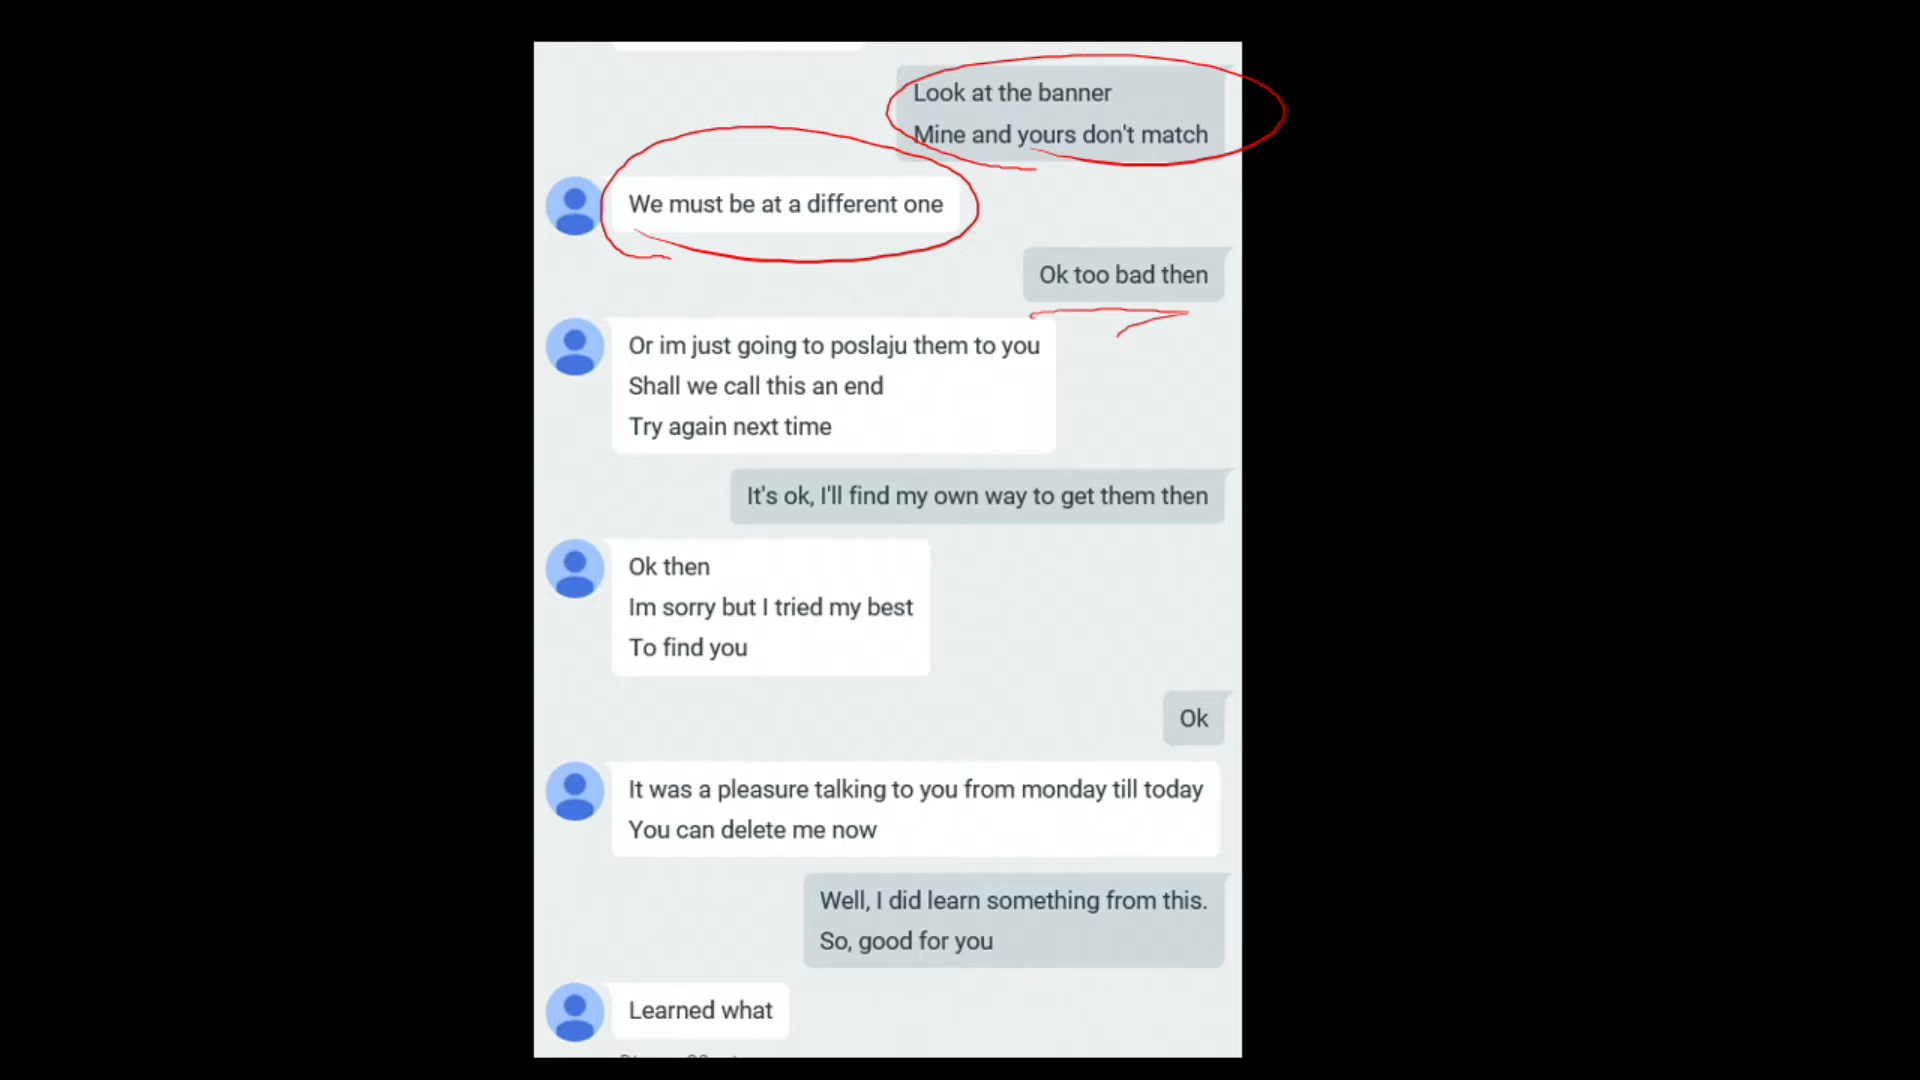 Look at the banner
Mine and yours don't match
We must be at a different one
Ok too bad then
Or im just going to poslaju them to you
Shall we call this an end
Try again next time
It's ok, I'll find my own way to get them then
Ok then
Im sorry but I tried my best
To find you
Ok
It was a pleasure talking to you from monday till today
You can delete me now
Well, I did learn something from this.
So, good for you
Learned what